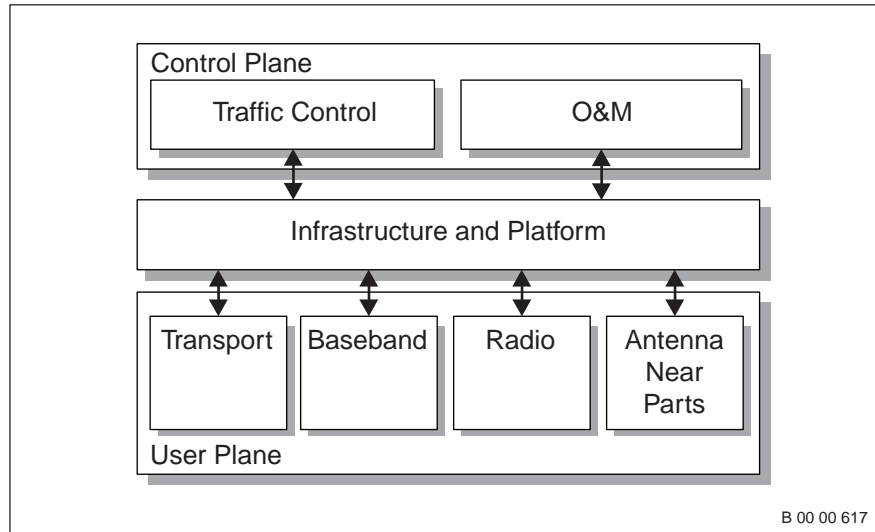 Control Plane
Traffic Control
O&M
Infrastructure and Platform
Transport
Baseband
Radio
Antenna
Near
Parts
User Plane
B 00 00 617